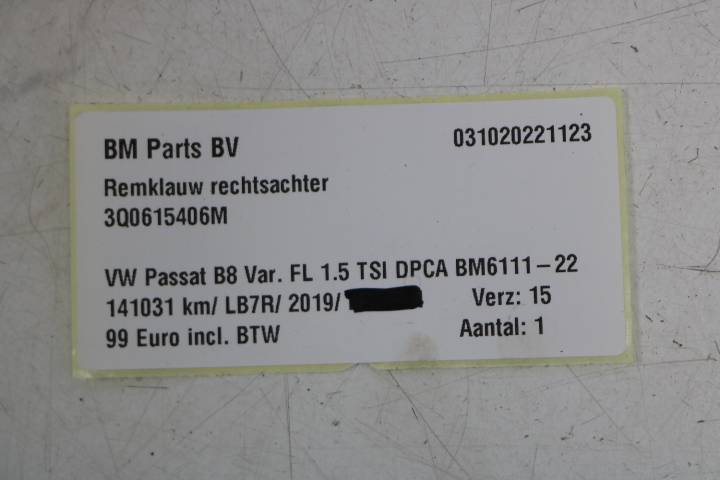 BM Parts BV 031020221123
Remklauw rechtsachter
3Q0615406M
VW Passat B8 Var. FL 1.5 TSI DPCA BM6111-22
141031 km/ LB7R/ 2019/ Verz: 15
99 Euro incl. BTW Aantal: 1